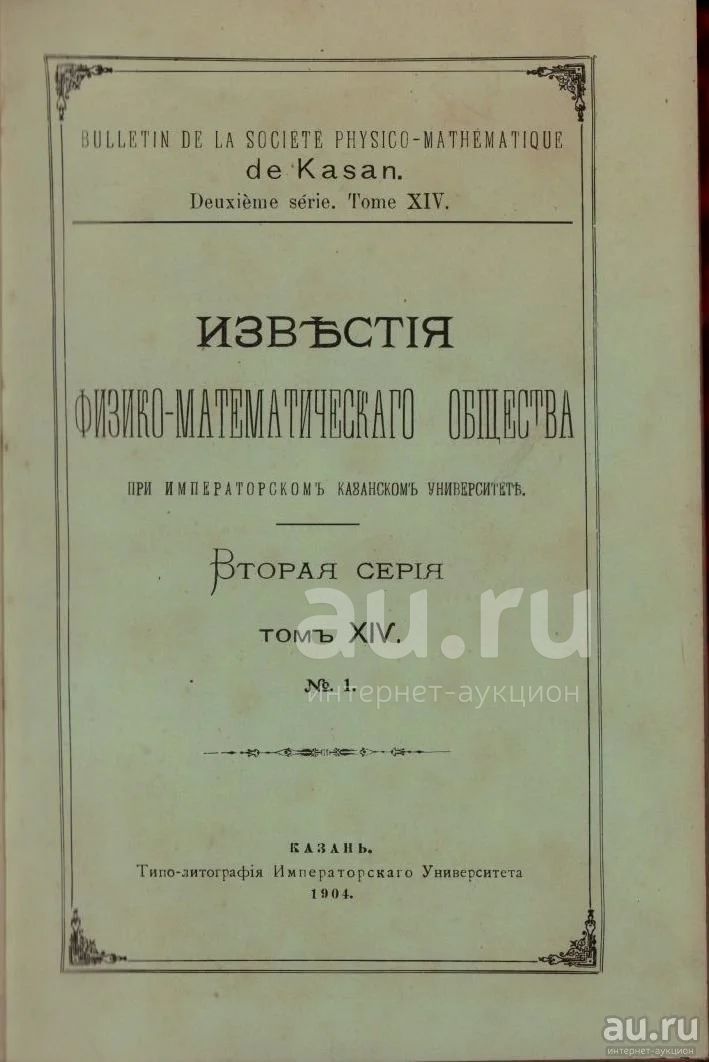 BULLETIN DE LA SOCIÉTÉ PHYSICO-MATHÉMATIQUE
de Kasan.
Deuxième série. Tome XIV.
ИЗВѢСТІЯ
ФИЗИКО-МАТЕМАТИЧЕСКАГО ОБЩЕСТВА
ПРИ ИМПЕРАТОРСКОМЪ КАЗАНСКОМЪ УНИВЕРСИТЕТѢ.
ВТОРАЯ СЕРІЯ
au.ru
ТОМЪ XIV.
интернет-аукцион
№. 1.
КАЗАНЬ.
Типо-литографія Императорскаго Университета
1904.
au.ru
интернет-аукцион